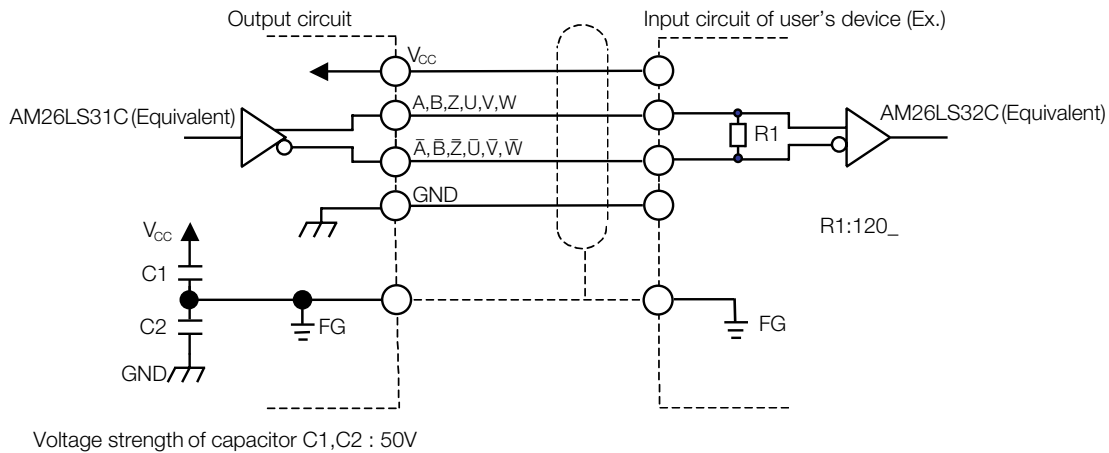 Output circuit
Input circuit of user's device (Ex.)
VCC
A,B,Z,U,V,W
AM26LS31C (Equivalent)
AM26LS32C (Equivalent)
R1
A̅,B̅,Z̅,U̅,V̅,W̅
GND
R1:120_
VCC
C1
C2
FG
FG
GND
Voltage strength of capacitor C1,C2 : 50V